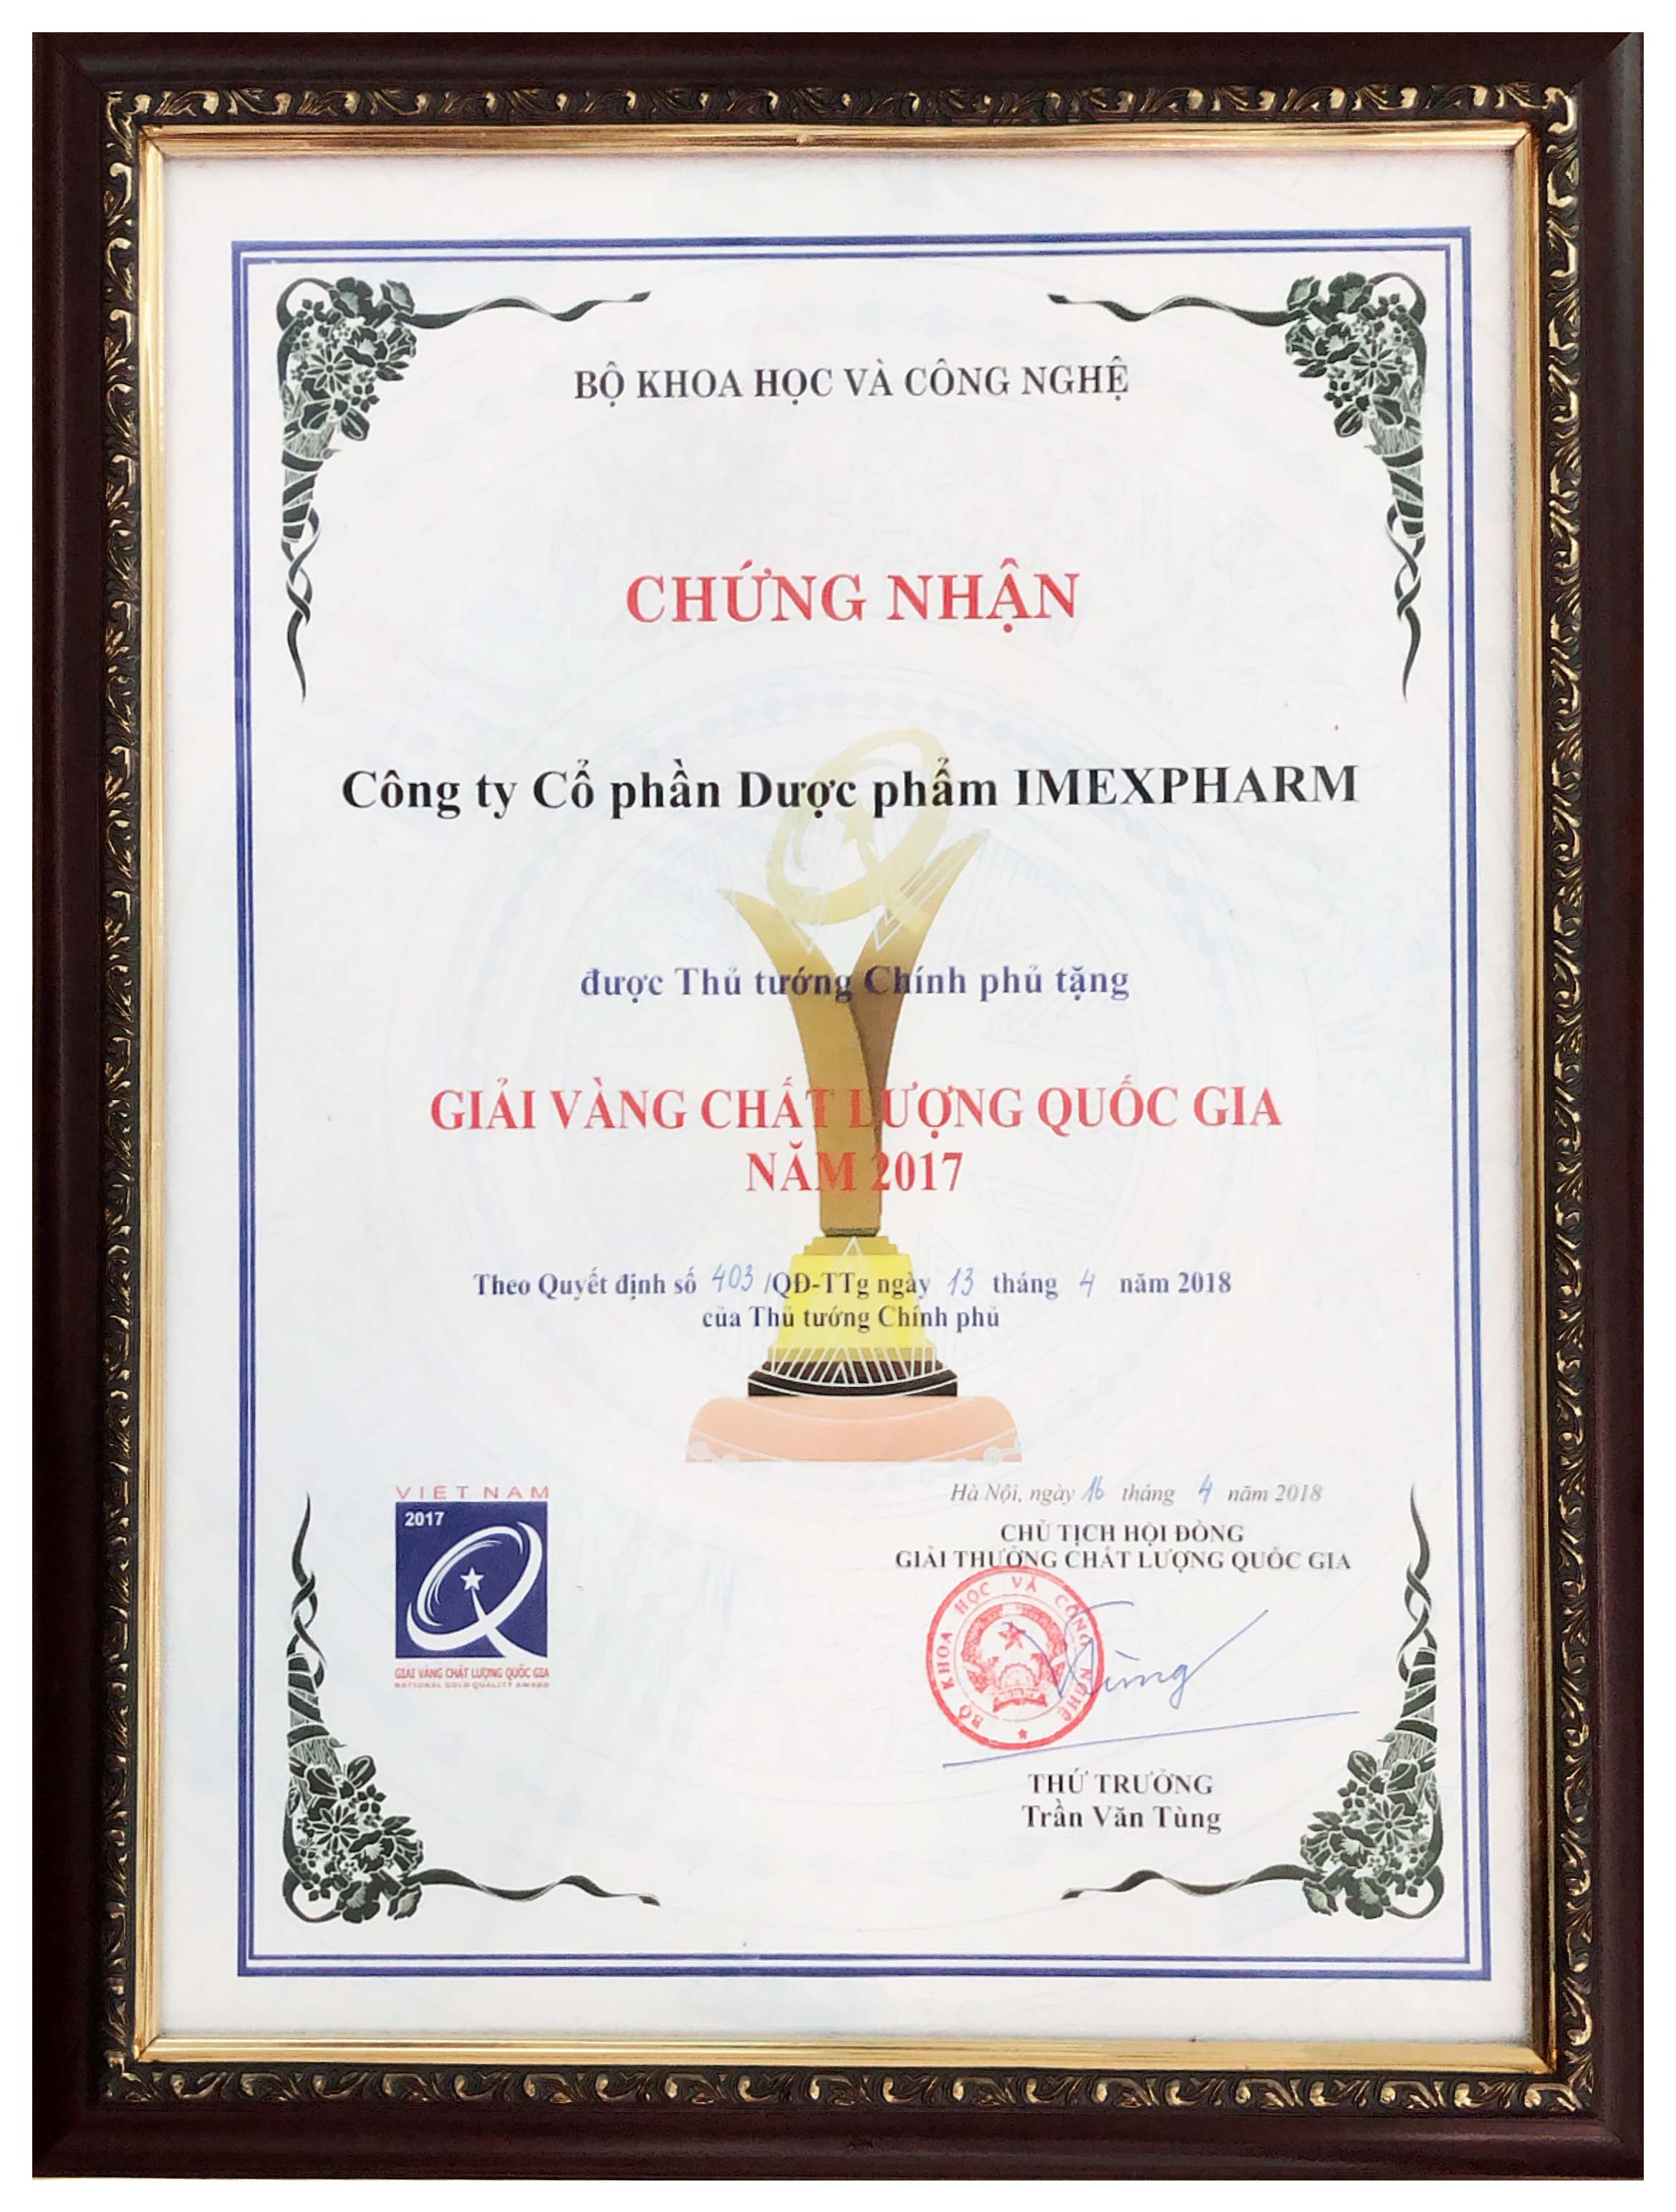 BỘ KHOA HỌC VÀ CÔNG NGHỆ
CHỨNG NHẬN
Công ty Cổ phần Dược phẩm IMEXPHARM
được Thủ tướng Chính phủ tặng
GIẢI VÀNG CHẤT LƯỢNG QUỐC GIA
NĂM 2017
Theo Quyết định số 403 /QĐ-TTg ngày 13 tháng 4 năm 2018
của Thủ tướng Chính phủ
VIET NAM
2017
GIẢI VÀNG CHẤT LƯỢNG QUỐC GIA
NATIONAL GOLD QUALITY AWARD
Hà Nội, ngày 16 tháng 4 năm 2018
CHỦ TỊCH HỘI ĐỒNG
GIẢI THƯỞNG CHẤT LƯỢNG QUỐC GIA
BỘ KHOA HỌC VÀ CÔNG NGHỆ
Tùng
THỨ TRƯỞNG
Trần Văn Tùng